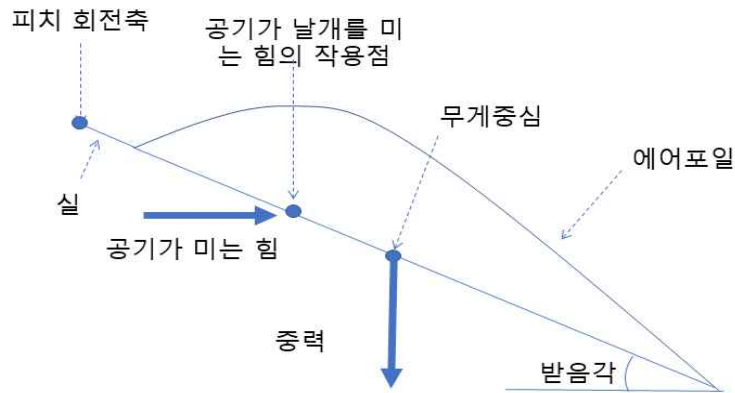 피치 회전축
공기가 날개를 미
는 힘의 작용점
무게중심
에어포일
실
공기가 미는 힘
중력
받음각